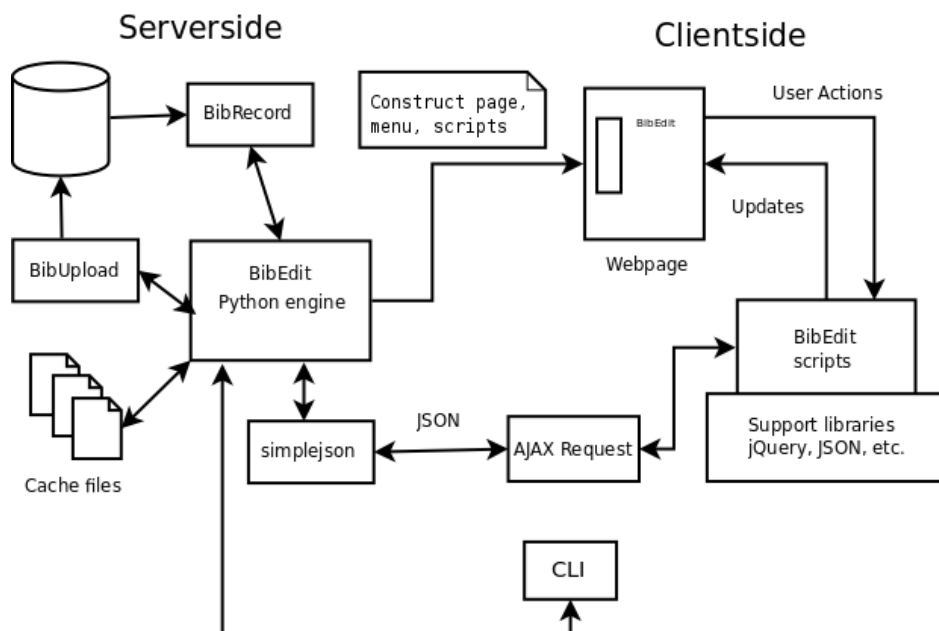 Serverside
Clientside
BibRecord
Construct page,
menu, scripts
BibEdit
User Actions
Updates
Webpage
BibUpload
BibEdit
Python engine
BibEdit
scripts
Support libraries
jQuery, JSON, etc.
Cache files
simplejson
JSON
AJAX Request
CLI